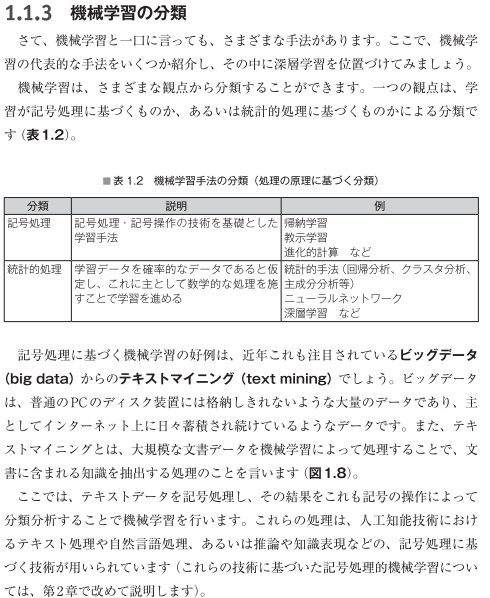 1.1.3 機械学習の分類
さて、機械学習と一口に言っても、さまざまな手法があります。ここで、機械学
習の代表的な手法をいくつか紹介し、その中に深層学習を位置づけてみましょう。
機械学習は、さまざまな観点から分類することができます。一つの観点は、学
習が記号処理に基づくものか、あるいは統計的処理に基づくものかによる分類で
す(表1.2)。
■表 1.2 機械学習手法の分類(処理の原理に基づく分類)
分類 説明 例
記号処理 記号処理・記号操作の技術を基礎とした 帰納学習
学習手法 教示学習
進化的計算 など
統計的処理 学習データを確率的なデータであると仮 統計的手法(回帰分析、クラスタ分析、
定し、これに主として数学的な処理を施 主成分分析等)
すことで学習を進める ニューラルネットワーク
深層学習 など
記号処理に基づく機械学習の好例は、近年これも注目されているビッグデータ
(big data)からのテキストマイニング(text mining)でしょう。ビッグデータ
は、普通のPCのディスク装置には格納しきれないような大量のデータであり、主
としてインターネット上に日々蓄積され続けているようなデータです。また、テキ
ストマイニングとは、大規模な文書データを機械学習によって処理することで、文
書に含まれる知識を抽出する処理のことを言います(図1.8)。
ここでは、テキストデータを記号処理し、その結果をこれも記号の操作によって
分類分析することで機械学習を行います。これらの処理は、人工知能技術におけ
るテキスト処理や自然言語処理、あるいは推論や知識表現などの、記号処理に基
づく技術が用いられています(これらの技術に基づいた記号処理的機械学習につい
ては、第2章で改めて説明します)。